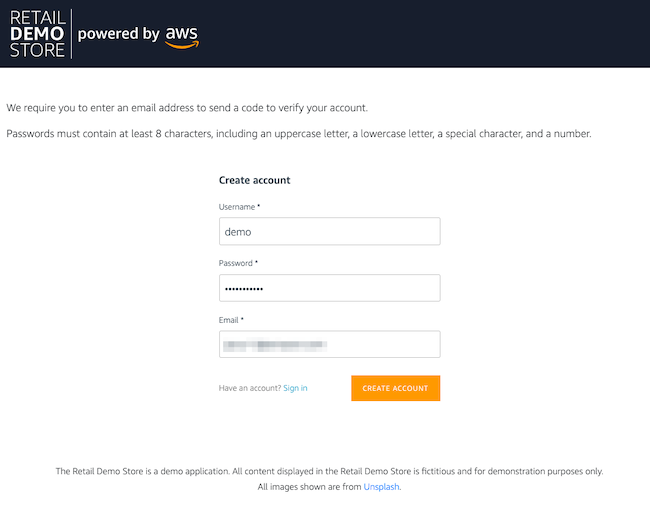 RETAIL
DEMO
STORE
powered by aws
We require you to enter an email address to send a code to verify your account.
Passwords must contain at least 8 characters, including an uppercase letter, a lowercase letter, a special character, and a number.
Create account
Username *
demo
Password *
•••••••••••
Email *
Have an account? Sign in
CREATE ACCOUNT
The Retail Demo Store is a demo application. All content displayed in the Retail Demo Store is fictitious and for demonstration purposes only.
All images shown are from Unsplash.